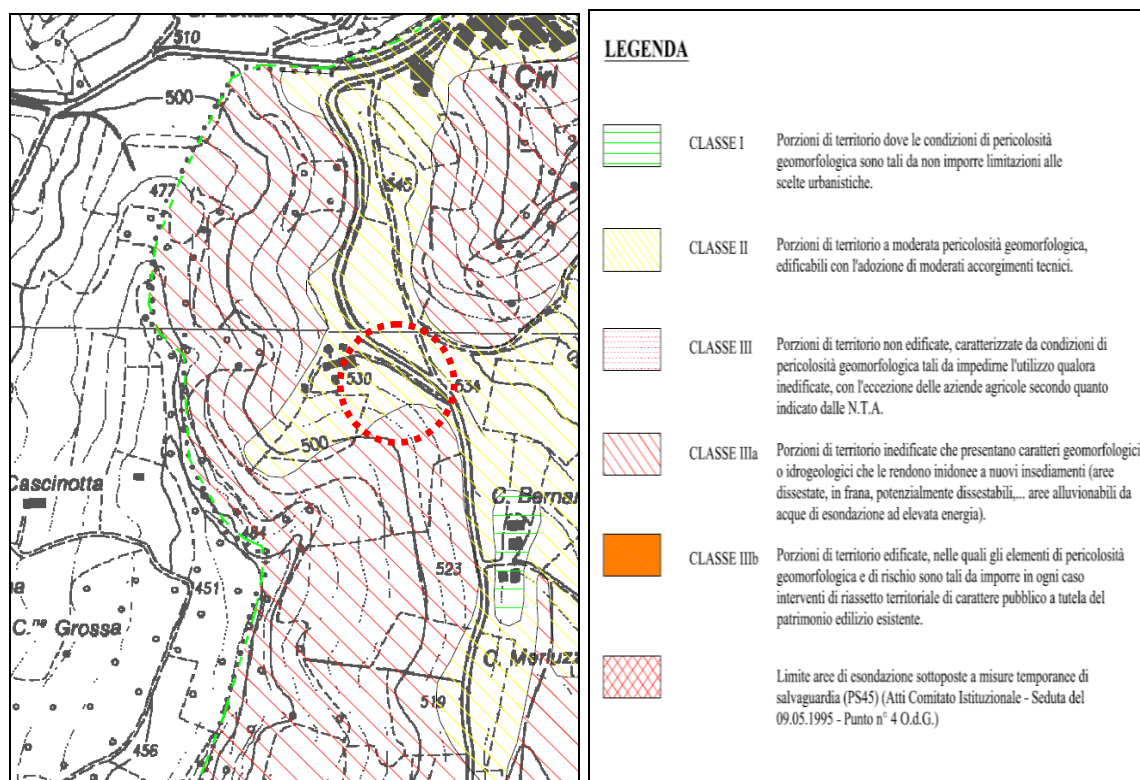 510
I Ciri
500
477
545
530
534
500
Cascinotta
484
C. Bernar
523
451
C.ne Grossa
C. Merluzz
519
456
LEGENDA
CLASSE I
Porzioni di territorio dove le condizioni di pericolosità
geomorfologica sono tali da non imporre limitazioni alle
scelte urbanistiche.
CLASSE II
Porzioni di territorio a moderata pericolosità geomorfologica,
edificabili con l'adozione di moderati accorgimenti tecnici.
CLASSE III
Porzioni di territorio non edificate, caratterizzate da condizioni di
pericolosità geomorfologica tali da impedirne l'utilizzo qualora
inedificate, con l'eccezione delle aziende agricole secondo quanto
indicato dalle N.T.A.
CLASSE IIIa
Porzioni di territorio inedificate che presentano caratteri geomorfologici
o idrogeologici che le rendono inidonee a nuovi insediamenti (aree
dissestate, in frana, potenzialmente dissestabili,... aree alluvionabili da
acque di esondazione ad elevata energia).
CLASSE IIIb
Porzioni di territorio edificate, nelle quali gli elementi di pericolosità
geomorfologica e di rischio sono tali da imporre in ogni caso
interventi di riassetto territoriale di carattere pubblico a tutela del
patrimonio edilizio esistente.
Limite aree di esondazione sottoposte a misure temporanee di
salvaguardia (PS45) (Atti Comitato Istituzionale - Seduta del
09.05.1995 - Punto n° 4 O.d.G.)